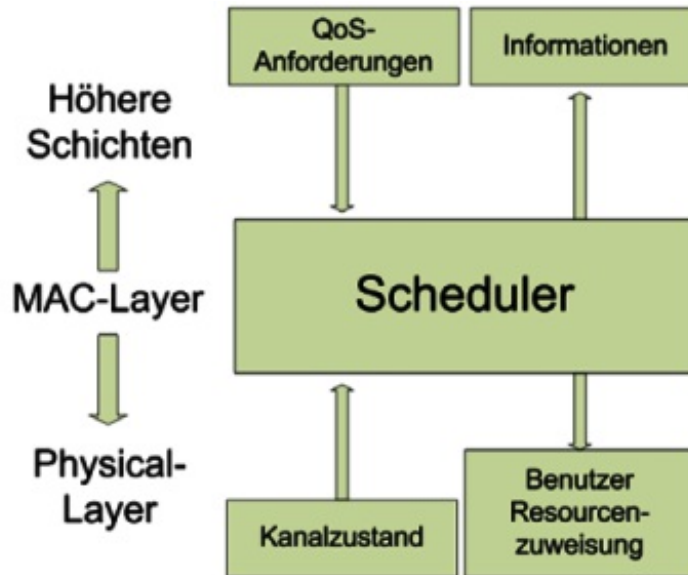 QoS-
Anforderungen
Informationen
Höhere
Schichten
MAC-Layer
Scheduler
Physical-
Layer
Kanalzustand
Benutzer
Resourcen-
zuweisung